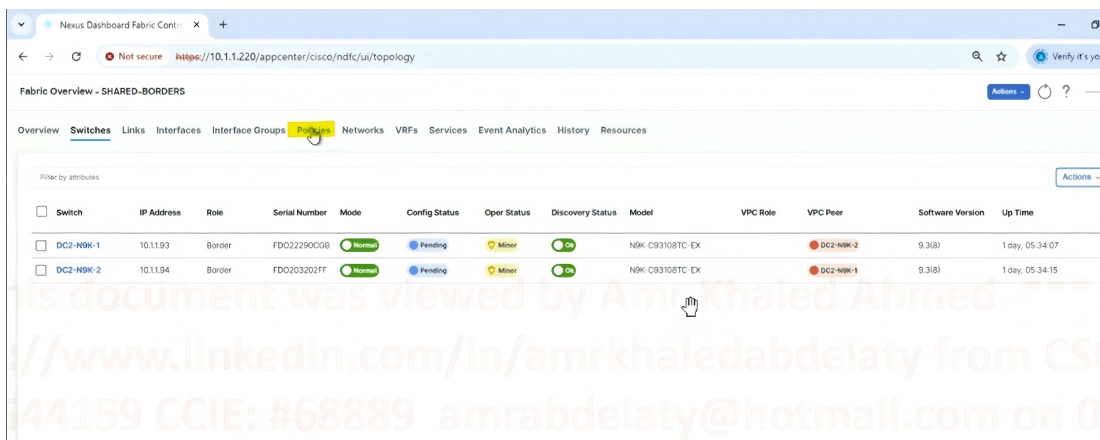 Nexus Dashboard Fabric Contr
Not secure https://10.1.1.220/appcenter/cisco/ndfc/ui/topology Verify it's yo
Fabric Overview - SHARED-BORDERS Actions
Overview Switches Links Interfaces Interface Groups Policies Networks VRFs Services Event Analytics History Resources
Filter by attributes Actions
Switch IP Address Role Serial Number Mode Config Status Oper Status Discovery Status Model VPC Role VPC Peer Software Version Up Time
DC2-N9K-1 10.1.1.93 Border FDO22290CGB Normal Pending Minor Ok N9K-C93108TC-EX DC2-N9K-2 9.3(8) 1 day, 05:34:07
DC2-N9K-2 10.1.1.94 Border FDO203202FF Normal Pending Minor Ok N9K-C93108TC-EX DC2-N9K-1 9.3(8) 1 day, 05:34:15
his document was viewed by Amr Khaled Ahmed. ***
://www.linkedin.com/in/amrkhaledabdelaty from CS
44159 CCIE: #68889 amrabdelaty@hotmail.com on 0